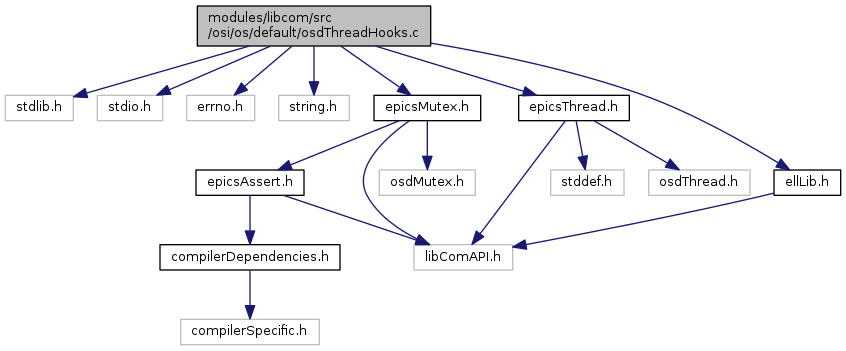 modules/libcom/src
/osi/os/default/osdThreadHooks.c
stdlib.h
stdio.h
errno.h
string.h
epicsMutex.h
epicsThread.h
epicsAssert.h
osdMutex.h
stddef.h
osdThread.h
ellLib.h
compilerDependencies.h
libComAPI.h
compilerSpecific.h